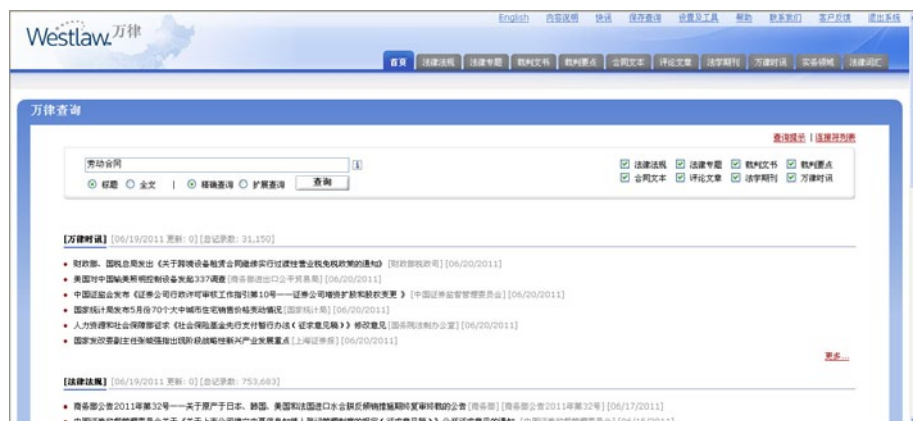 English 内容说明 快讯 保存查询 设置及工具 帮助 联系我们 客户反馈 退出系统
Westlaw 万律
首页 法律法规 法律专题 裁判文书 裁判要点 合同文本 评论文章 法学期刊 万律时讯 实务领域 法律词汇
万律查询
查询提示 | 连接符列表
劳动合同
法律法规 法律专题 裁判文书 裁判要点
标题 全文 | 精确查询 扩展查询 查询
合同文本 评论文章 法学期刊 万律时讯
[万律时讯] [06/19/2011 更新: 0] [总记录数: 31,150]
财政部、国税总局发出《关于跨境设备租赁合同继续实行过渡性营业税免税政策的通知》 [财政部税政司] [06/20/2011]
美国对中国输美照明控制设备发起337调查 [商务部进出口公平贸易局] [06/20/2011]
中国证监会发布《证券公司行政许可审核工作指引第10号——证券公司增资扩股和股权变更 》 [中国证券监督管理委员会] [06/20/2011]
国家统计局发布5月份70个大中城市住宅销售价格变动情况 [国家统计局] [06/20/2011]
人力资源和社会保障部征求《社会保险基金先行支付暂行办法(征求意见稿)》修改意见 [国务院法制办公室] [06/20/2011]
国家发改委副主任张晓强指出现阶段战略性新兴产业发展重点 [上海证券报] [06/20/2011]
更多...
[法律法规] [06/19/2011 更新: 0] [总记录数: 753,683]
商务部公告2011年第32号——关于原产于日本、韩国、美国和法国进口水合肼反倾销措施期终复审终裁的公告 [商务部] [商务部公告2011年第32号] [06/17/2011]